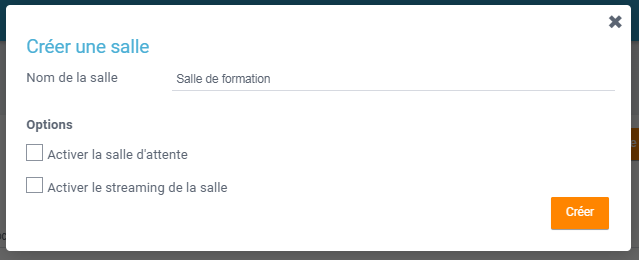 Créer une salle
Nom de la salle Salle de formation
Options
Activer la salle d'attente
Activer le streaming de la salle
Créer